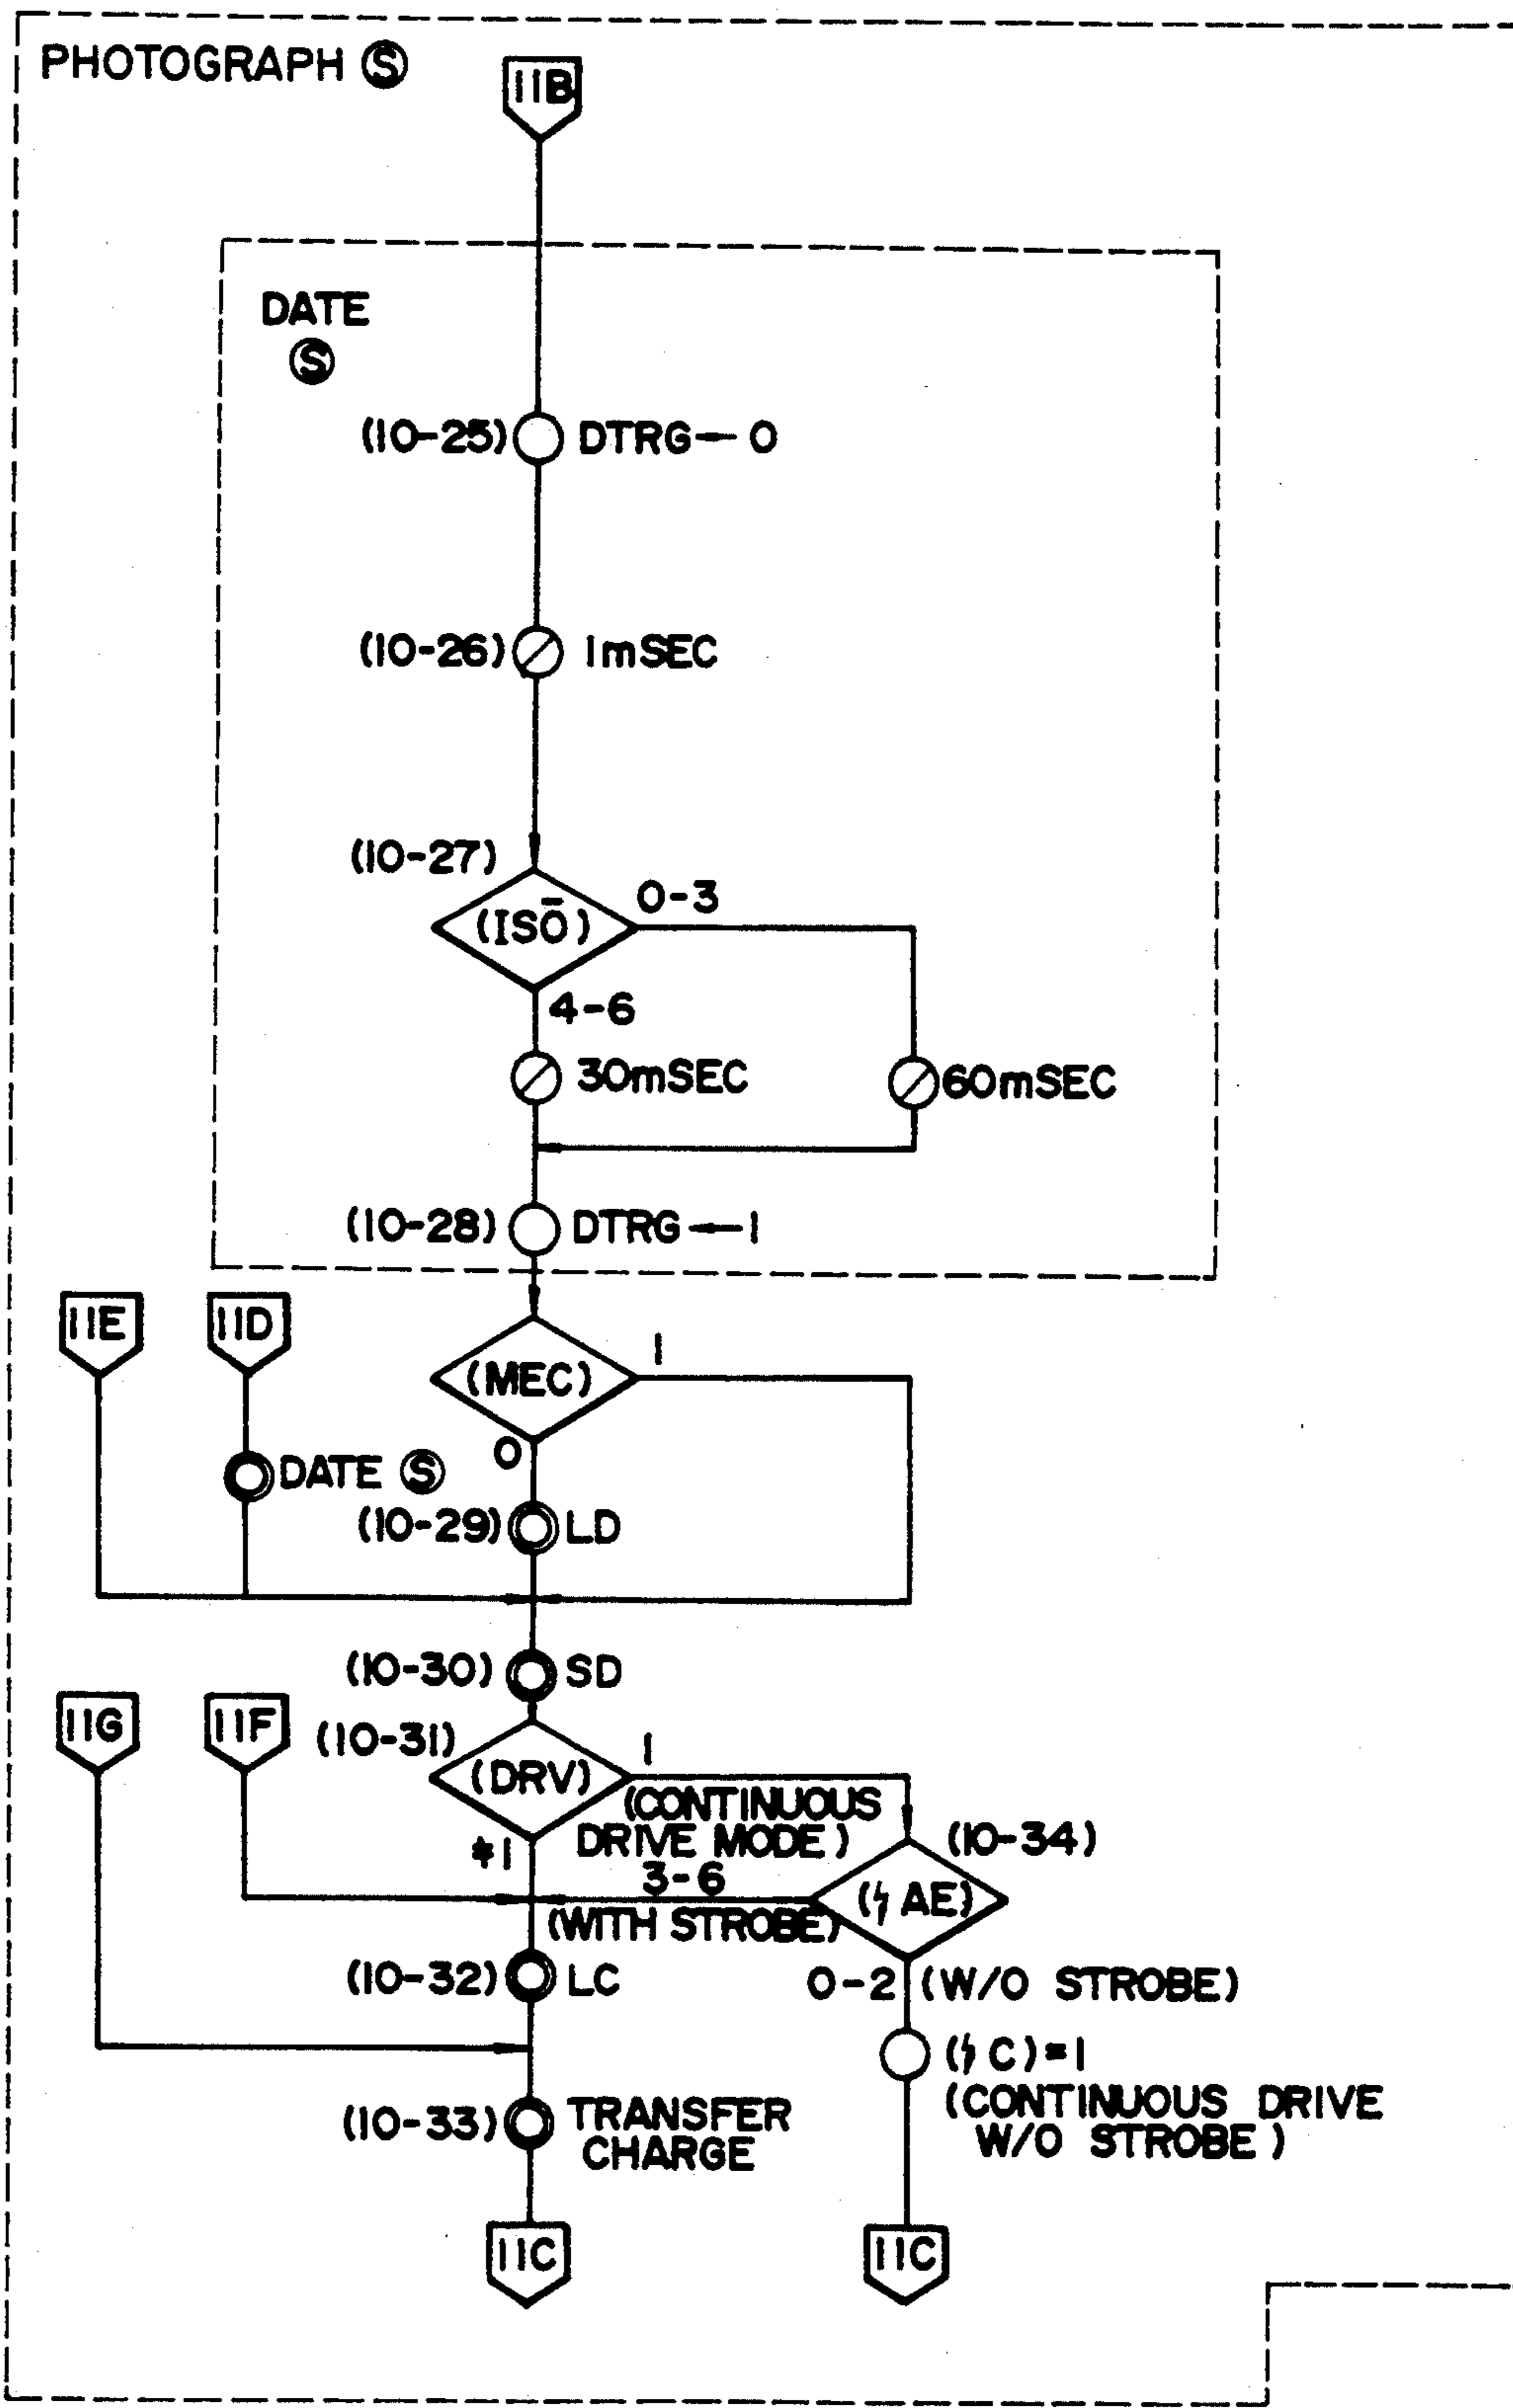 PHOTOGRAPH Ⓢ
11B
DATE
Ⓢ
(10-25) DTRG←0
(10-26) 1mSEC
(10-27)
(ISŌ)
0-3
4-6
30mSEC
60mSEC
(10-28) DTRG←1
11E
11D
(MEC)
1
0
DATE Ⓢ
(10-29) LD
(10-30) SD
11G
11F
(10-31)
(DRV)
1
(CONTINUOUS
DRIVE MODE)
≠1
(10-34)
3-6
(ϟ AE)
(WITH STROBE)
(10-32) LC
0-2 (W/O STROBE)
(ϟ C)=1
(CONTINUOUS DRIVE
W/O STROBE)
(10-33) TRANSFER
CHARGE
11C
11C